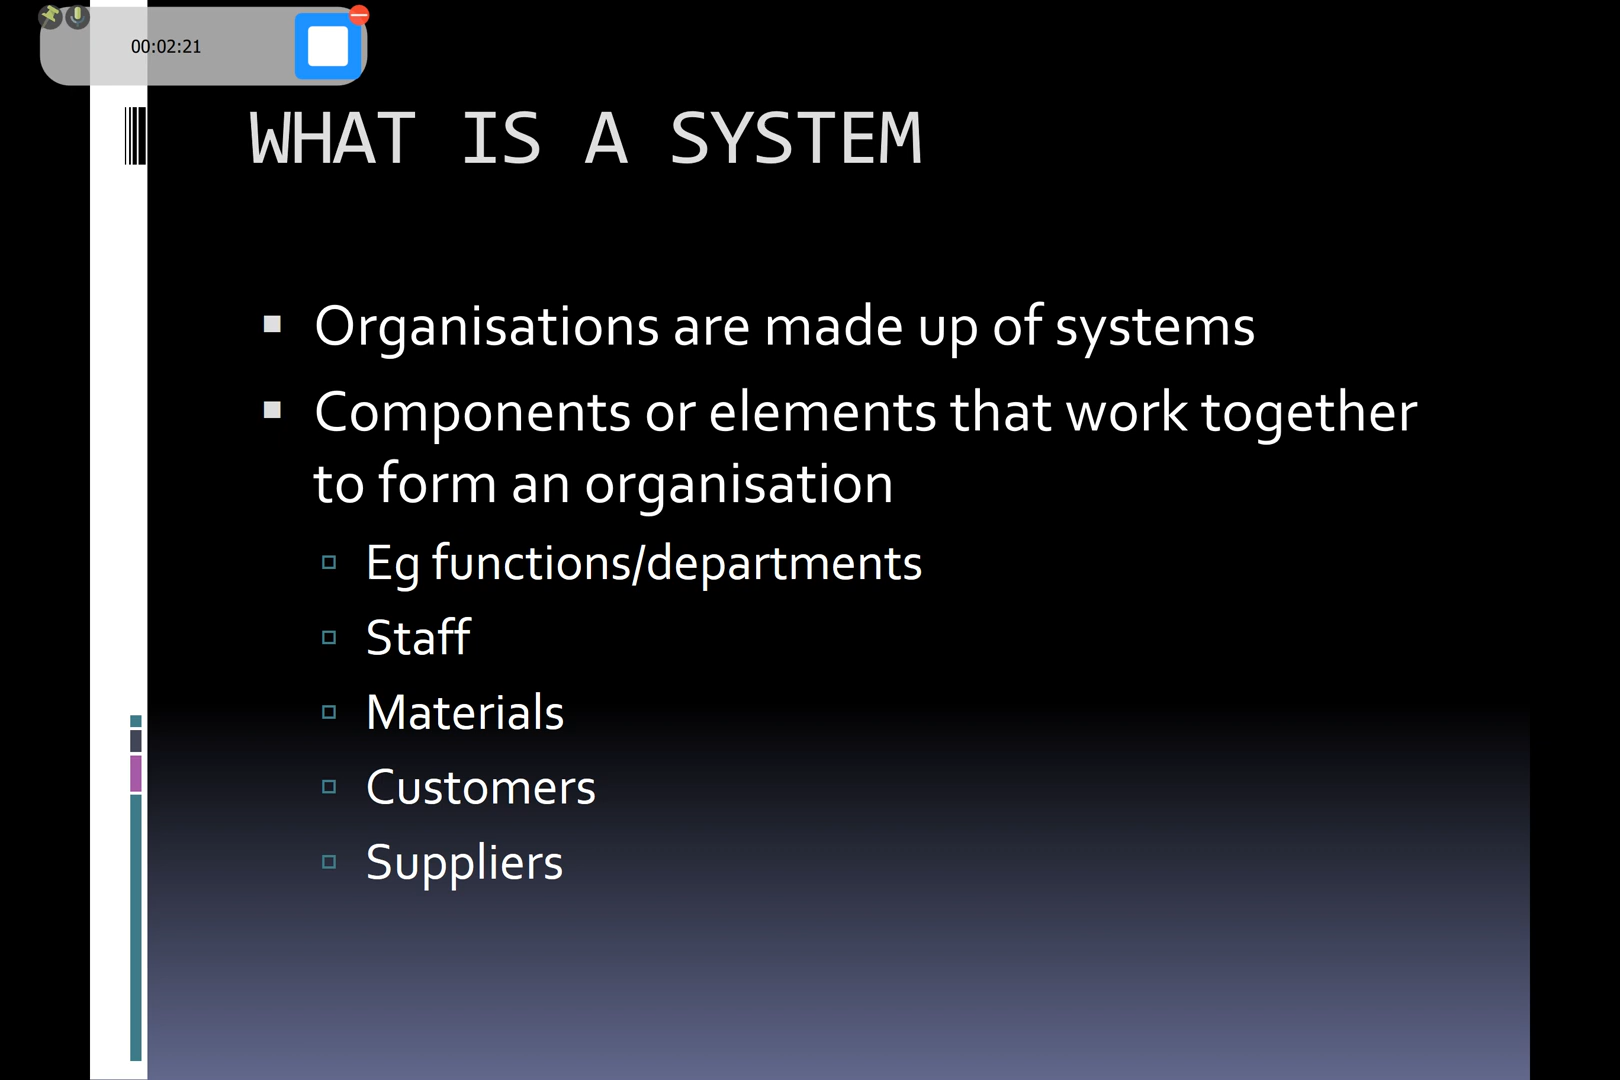 00:02:21
WHAT IS A SYSTEM
Organisations are made up of systems
Components or elements that work together
to form an organisation
Eg functions/departments
Staff
Materials
Customers
Suppliers